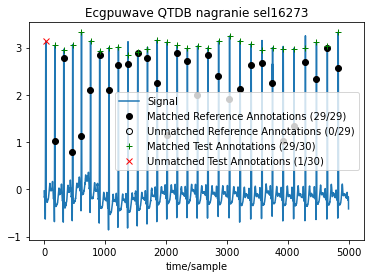 Ecgpuwave QTDB nagranie sel16273
3
2
1
0
−1
Signal
Matched Reference Annotations (29/29)
Unmatched Reference Annotations (0/29)
Matched Test Annotations (29/30)
Unmatched Test Annotations (1/30)
0 1000 2000 3000 4000 5000
time/sample